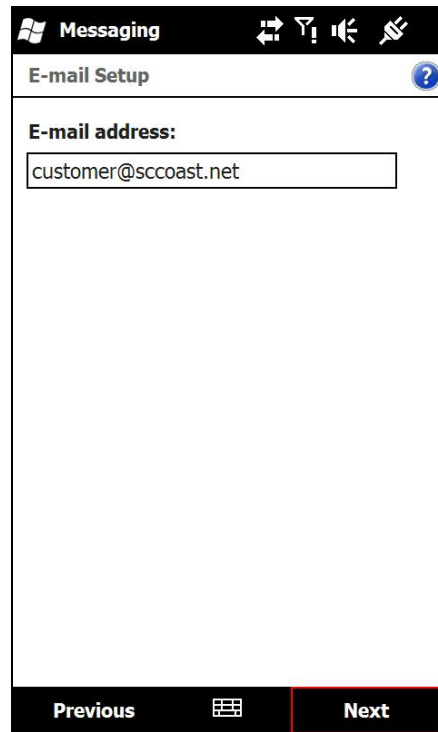 Messaging
E-mail Setup
?
E-mail address:
customer@sccoast.net
Previous Next